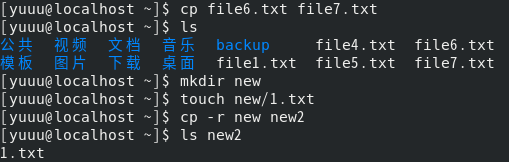 [yuuu@localhost ~]$ cp file6.txt file7.txt
[yuuu@localhost ~]$ ls
公共 视频 文档 音乐 backup file4.txt file6.txt
模板 图片 下载 桌面 file1.txt file5.txt file7.txt
[yuuu@localhost ~]$ mkdir new
[yuuu@localhost ~]$ touch new/1.txt
[yuuu@localhost ~]$ cp -r new new2
[yuuu@localhost ~]$ ls new2
1.txt